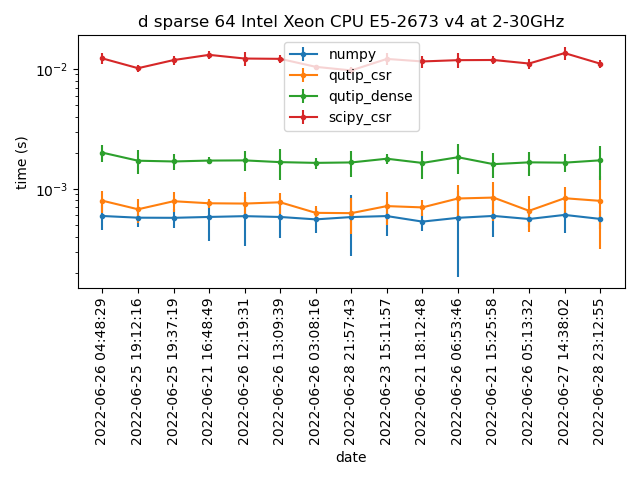 d sparse 64 Intel Xeon CPU E5-2673 v4 at 2-30GHz
numpy
qutip_csr
qutip_dense
scipy_csr
time (s)
10⁻²
10⁻³
2022-06-26 04:48:29
2022-06-25 19:12:16
2022-06-25 19:37:19
2022-06-21 16:48:49
2022-06-26 12:19:31
2022-06-26 13:09:39
2022-06-26 03:08:16
2022-06-28 21:57:43
2022-06-23 15:11:57
2022-06-21 18:12:48
2022-06-26 06:53:46
2022-06-21 15:25:58
2022-06-26 05:13:32
2022-06-27 14:38:02
2022-06-28 23:12:55
date